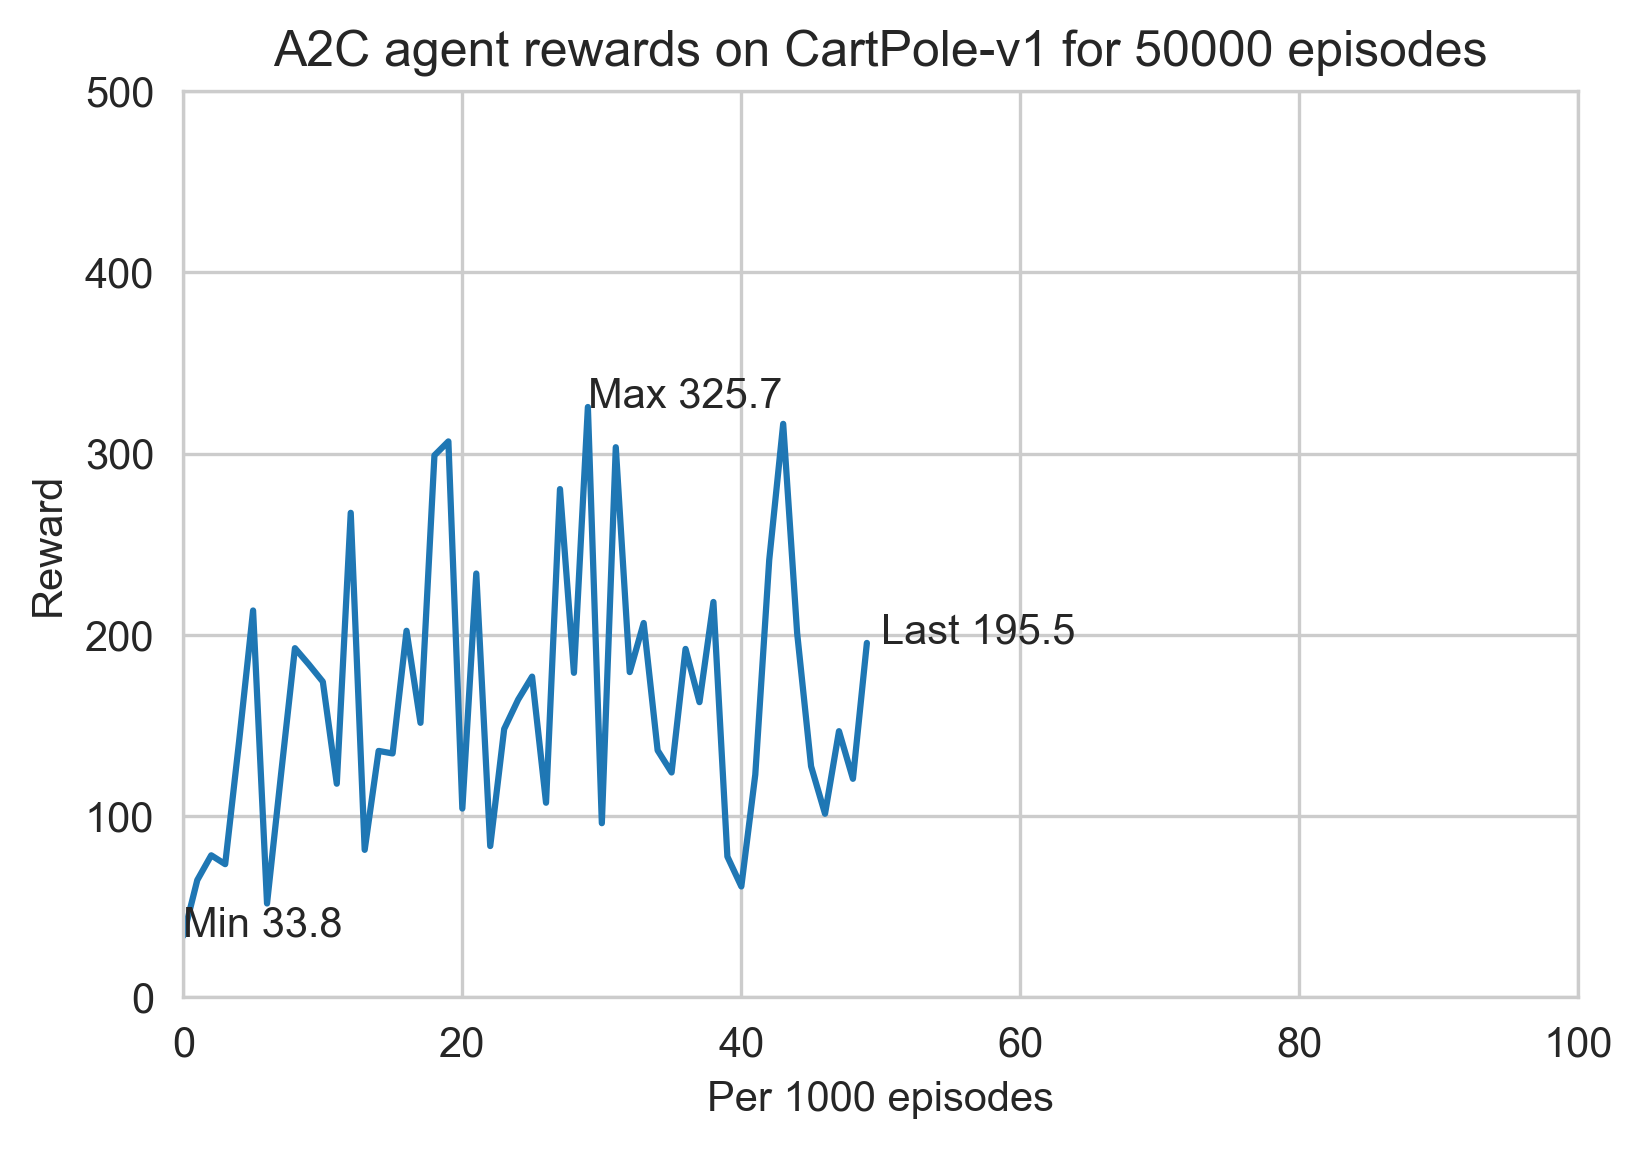 A2C agent rewards on CartPole-v1 for 50000 episodes
500
400
300
200
100
0
Reward
Max 325.7
Last 195.5
Min 33.8
0 20 40 60 80 100
Per 1000 episodes